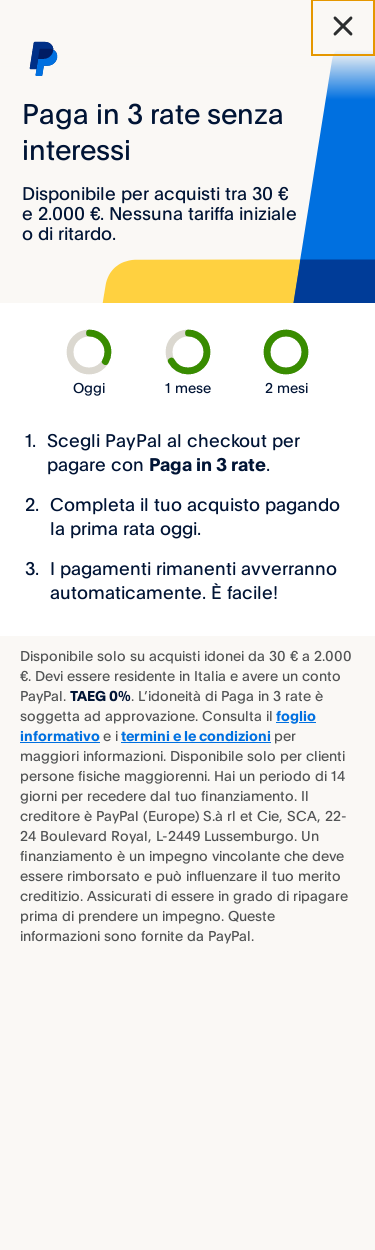 Paga in 3 rate senza
interessi
Disponibile per acquisti tra 30 €
e 2.000 €. Nessuna tariffa iniziale
o di ritardo.
Oggi
1 mese
2 mesi
1. Scegli PayPal al checkout per
pagare con Paga in 3 rate.
2. Completa il tuo acquisto pagando
la prima rata oggi.
3. I pagamenti rimanenti avverranno
automaticamente. È facile!
Disponibile solo su acquisti idonei da 30 € a 2.000
€. Devi essere residente in Italia e avere un conto
PayPal. TAEG 0%. L’idoneità di Paga in 3 rate è
soggetta ad approvazione. Consulta il foglio
informativo e i termini e le condizioni per
maggiori informazioni. Disponibile solo per clienti
persone fisiche maggiorenni. Hai un periodo di 14
giorni per recedere dal tuo finanziamento. Il
creditore è PayPal (Europe) S.à rl et Cie, SCA, 22-
24 Boulevard Royal, L-2449 Lussemburgo. Un
finanziamento è un impegno vincolante che deve
essere rimborsato e può influenzare il tuo merito
creditizio. Assicurati di essere in grado di ripagare
prima di prendere un impegno. Queste
informazioni sono fornite da PayPal.